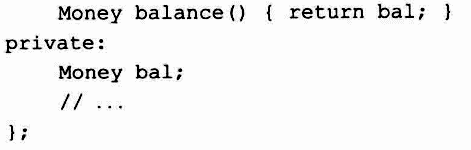 Money balance() { return bal; }
private:
    Money bal;
    // ...
};